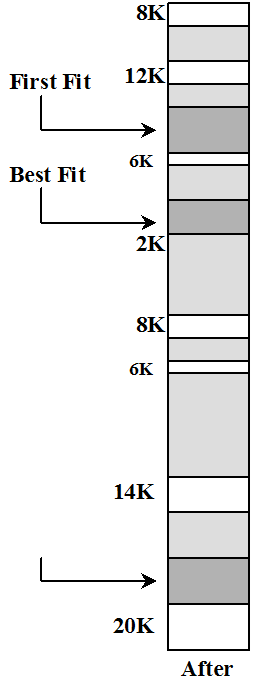 8K
12K
First Fit
6K
Best Fit
2K
8K
6K
14K
20K
After